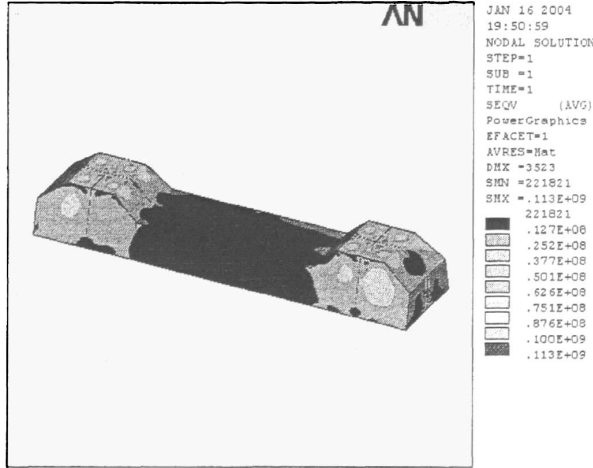 AN
JAN 16 2004
19:50:59
NODAL SOLUTION
STEP=1
SUB =1
TIME=1
SEQV (AVG)
PowerGraphics
EFACET=1
AVRES=Mat
DMX =3523
SMN =221821
SMX =.113E+09
221821
.127E+08
.252E+08
.377E+08
.501E+08
.626E+08
.751E+08
.876E+08
.100E+09
.113E+09